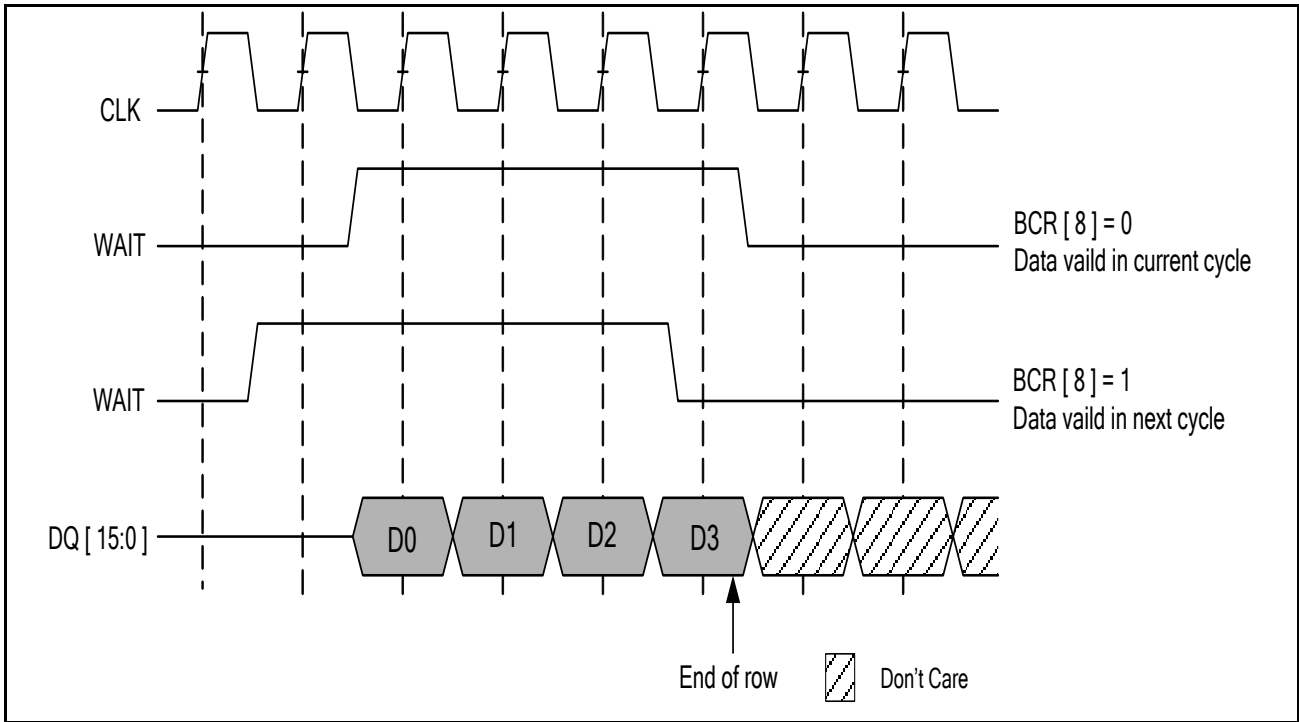 CLK
WAIT
BCR [ 8 ] = 0
Data vaild in current cycle
WAIT
BCR [ 8 ] = 1
Data vaild in next cycle
DQ [ 15:0 ]
D0
D1
D2
D3
End of row
Don't Care